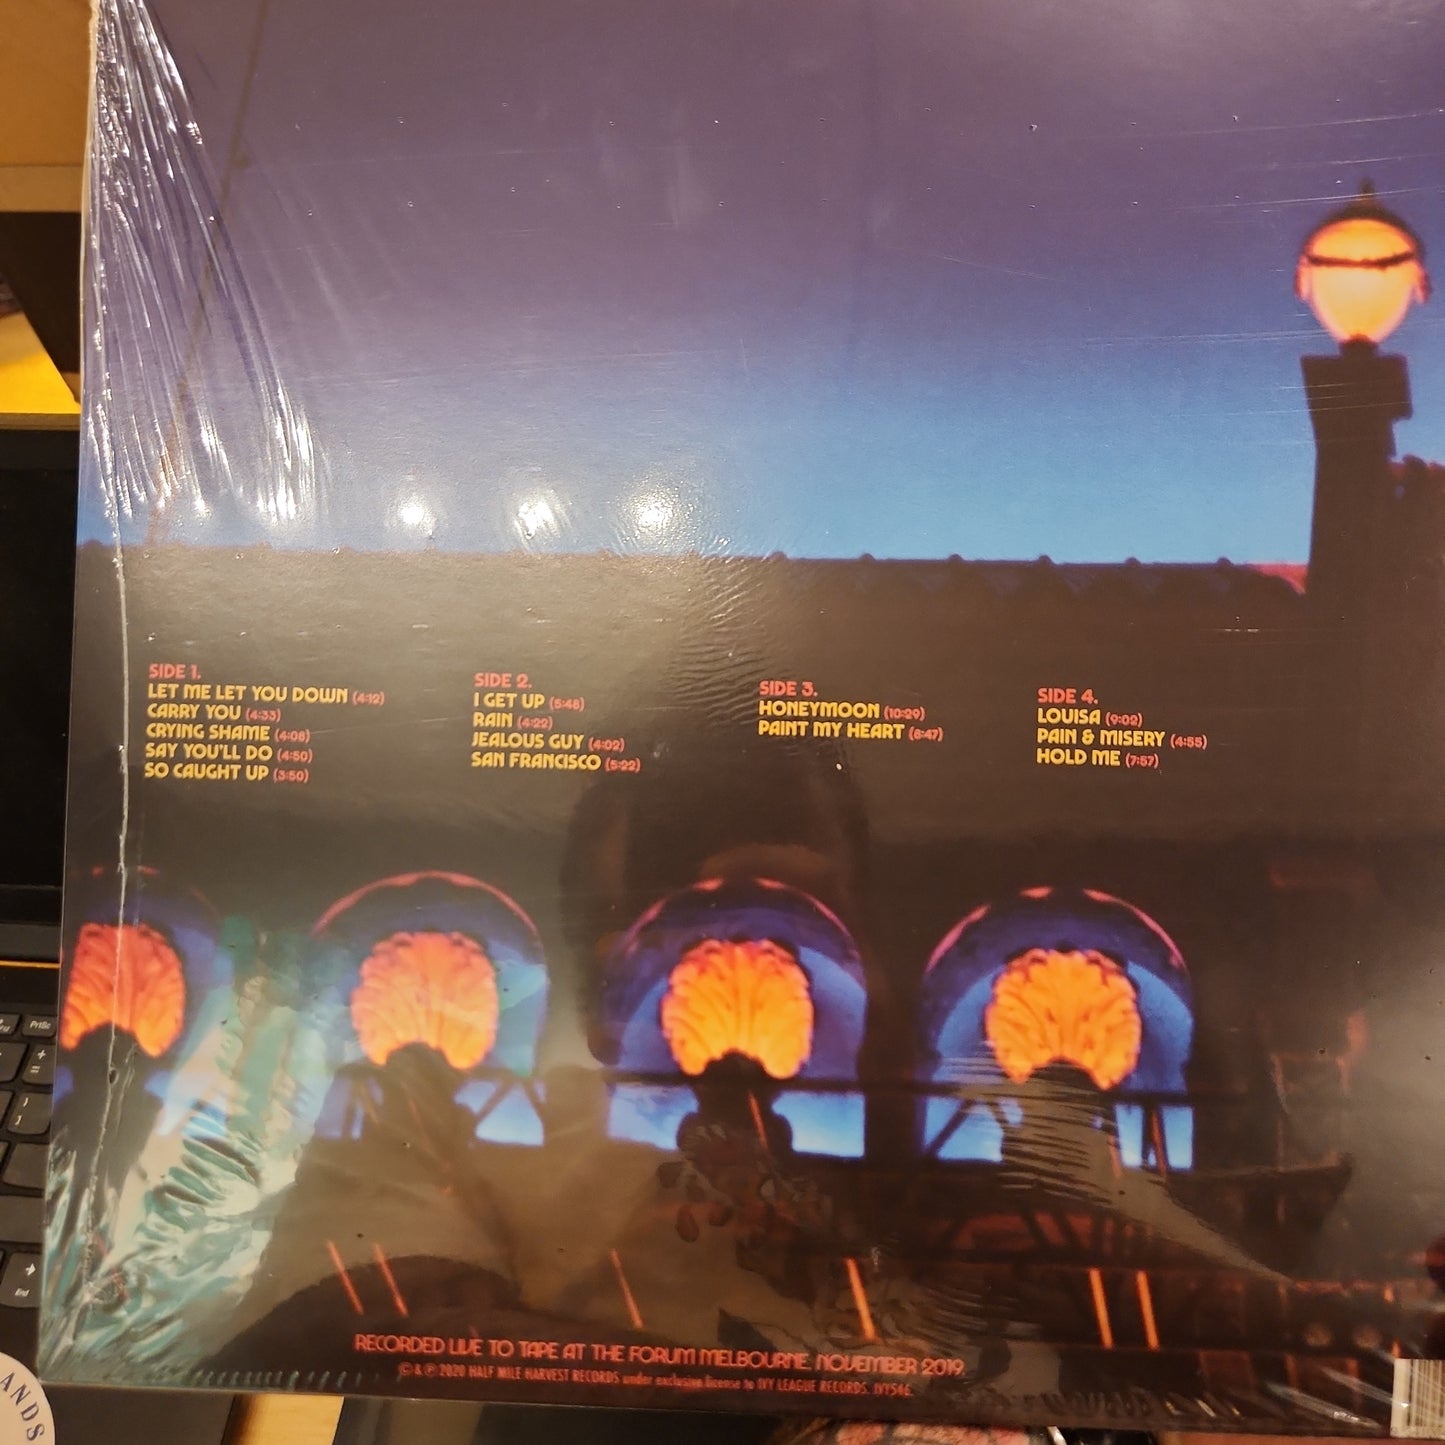 SIDE 1.
LET ME LET YOU DOWN (4:12)
CARRY YOU (4:33)
CRYING SHAME (4:08)
SAY YOU'LL DO (4:50)
SO CAUGHT UP (3:50)
SIDE 2.
I GET UP (5:48)
RAIN (4:22)
JEALOUS GUY (4:02)
SAN FRANCISCO (5:22)
SIDE 3.
HONEYMOON (10:29)
PAINT MY HEART (8:47)
SIDE 4.
LOUISA (9:02)
PAIN & MISERY (4:55)
HOLD ME (7:57)
RECORDED LIVE TO TAPE AT THE FORUM MELBOURNE NOVEMBER 2019.
© & ℗ 2020 HALF MILE HARVEST RECORDS under exclusive license to IVY LEAGUE RECORDS. IVY546.
PrtSc
+
=
End
ANDS